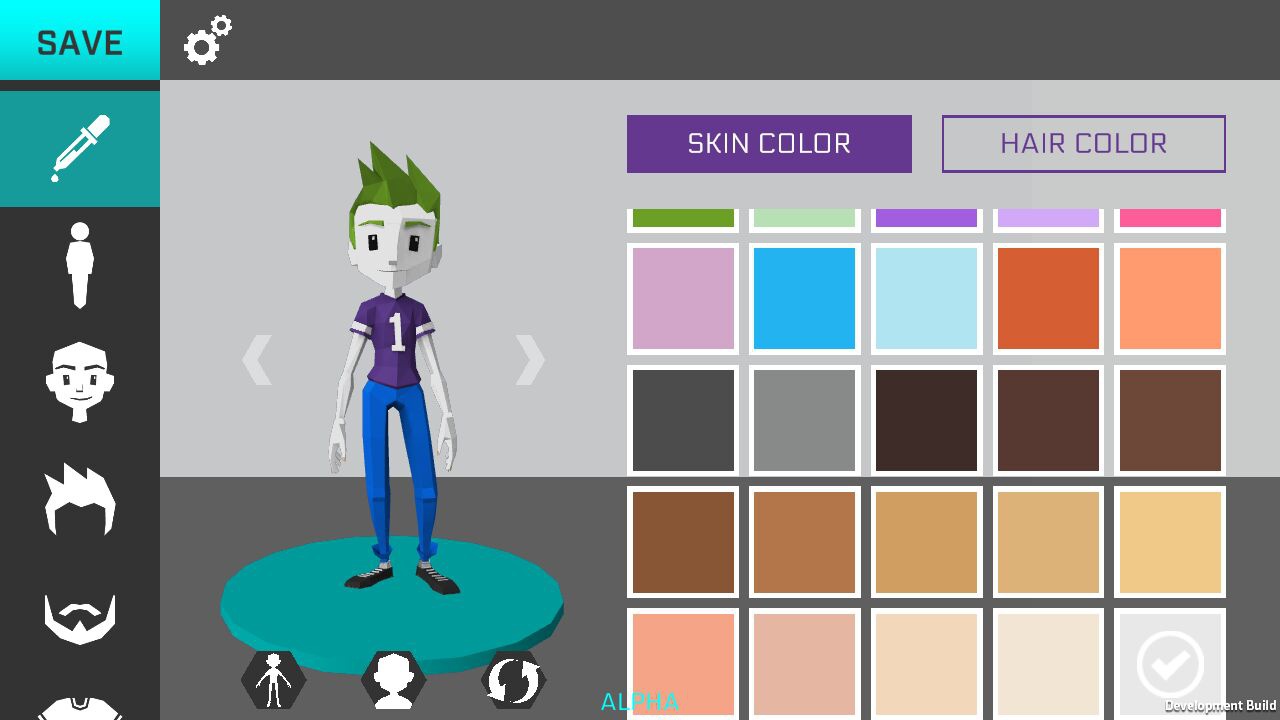 SAVE
SKIN COLOR
HAIR COLOR
1
ALPHA
Development Build